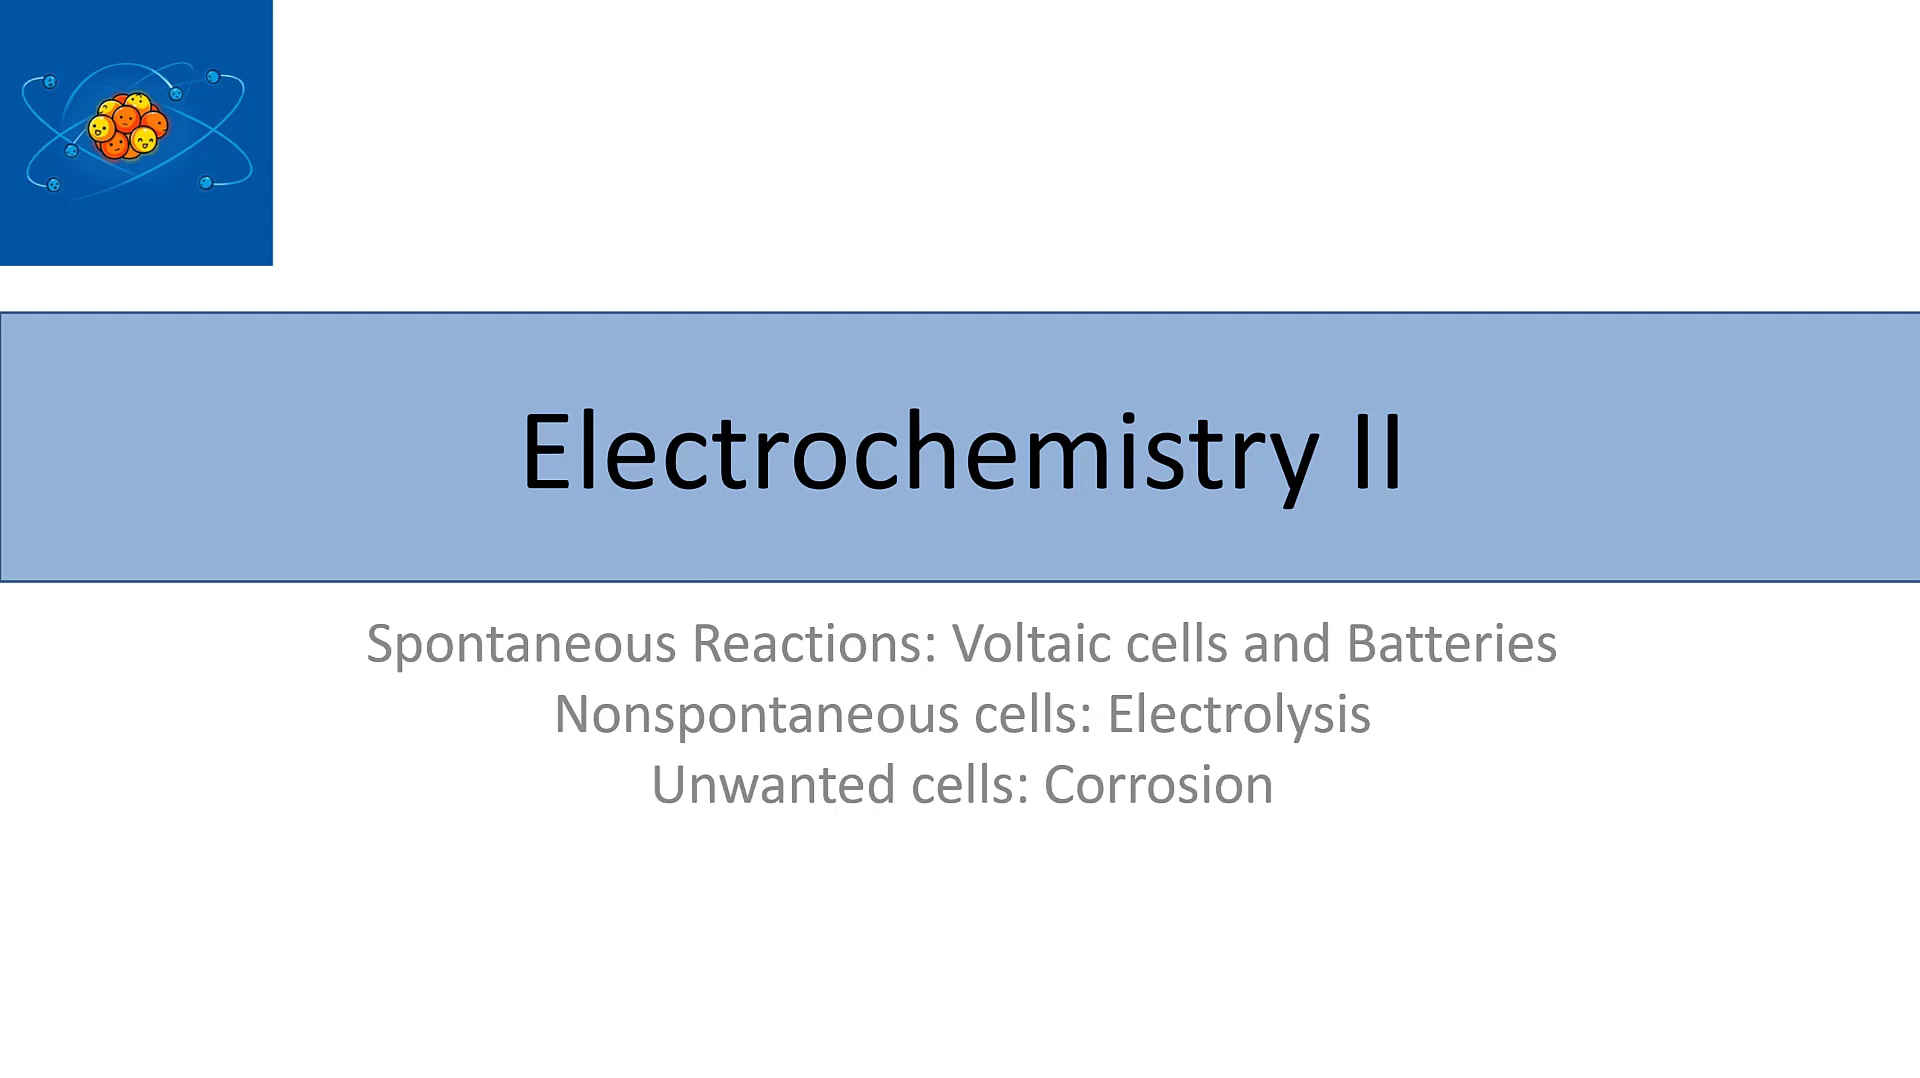 Electrochemistry II
Spontaneous Reactions: Voltaic cells and Batteries
Nonspontaneous cells: Electrolysis
Unwanted cells: Corrosion